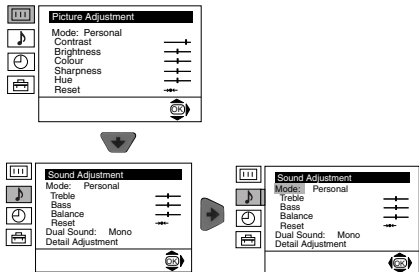 Picture Adjustment
Mode: Personal
Contrast
Brightness
Colour
Sharpness
Hue
Reset
OK
Sound Adjustment
Mode: Personal
Treble
Bass
Balance
Reset
Dual Sound: Mono
Detail Adjustment
OK
Sound Adjustment
Mode: Personal
Treble
Bass
Balance
Reset
Dual Sound: Mono
Detail Adjustment
OK